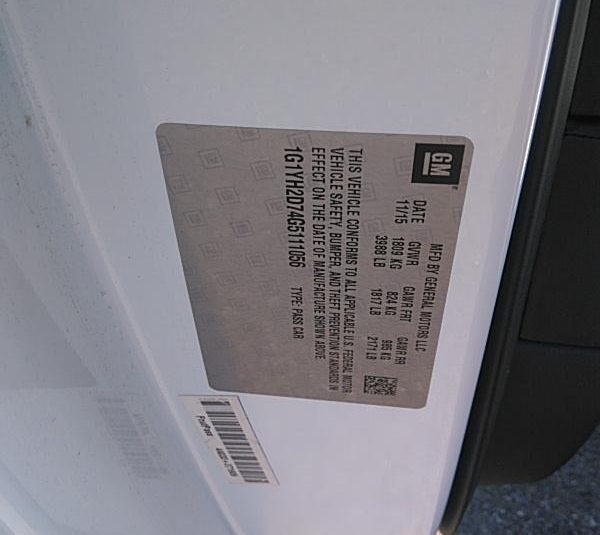 GM
MFD BY GENERAL MOTORS LLC
DATE GVWR GAWR FRT GAWR RR
11/15 1809 KG 824 KG 985 KG
3988 LB 1817 LB 2171 LB
THIS VEHICLE CONFORMS TO ALL APPLICABLE U.S. FEDERAL MOTOR
VEHICLE SAFETY, BUMPER, AND THEFT PREVENTION STANDARDS IN
EFFECT ON THE DATE OF MANUFACTURE SHOWN ABOVE
1G1YH2D74G5111056 TYPE: PASS CAR